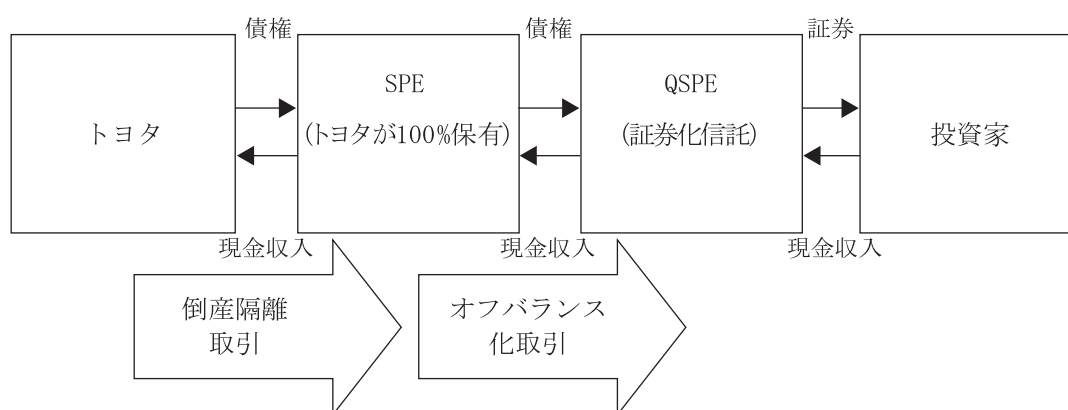 債権
債権
証券
トヨタ
SPE
(トヨタが100%保有)
QSPE
(証券化信託)
投資家
現金収入
現金収入
現金収入
倒産隔離
取引
オフバランス
化取引